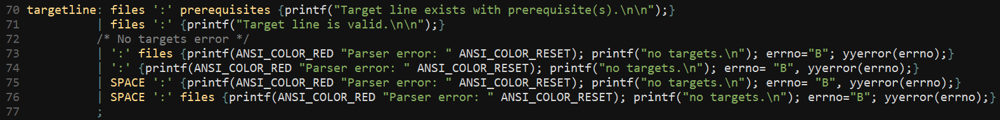 70 targetline: files ':' prerequisites {printf("Target line exists with prerequisite(s).\n\n");}
71 | files ':' {printf("Target line is valid.\n\n");}
72 /* No targets error */
73 | ':' files {printf(ANSI_COLOR_RED "Parser error: " ANSI_COLOR_RESET); printf("no targets.\n"); errno="B"; yyerror(errno);}
74 | ':' {printf(ANSI_COLOR_RED "Parser error: " ANSI_COLOR_RESET); printf("no targets.\n"); errno= "B", yyerror(errno);}
75 | SPACE ':' {printf(ANSI_COLOR_RED "Parser error: " ANSI_COLOR_RESET); printf("no targets.\n"); errno= "B", yyerror(errno);}
76 | SPACE ':' files {printf(ANSI_COLOR_RED "Parser error: " ANSI_COLOR_RESET); printf("no targets.\n"); errno="B"; yyerror(errno);}
77 ;